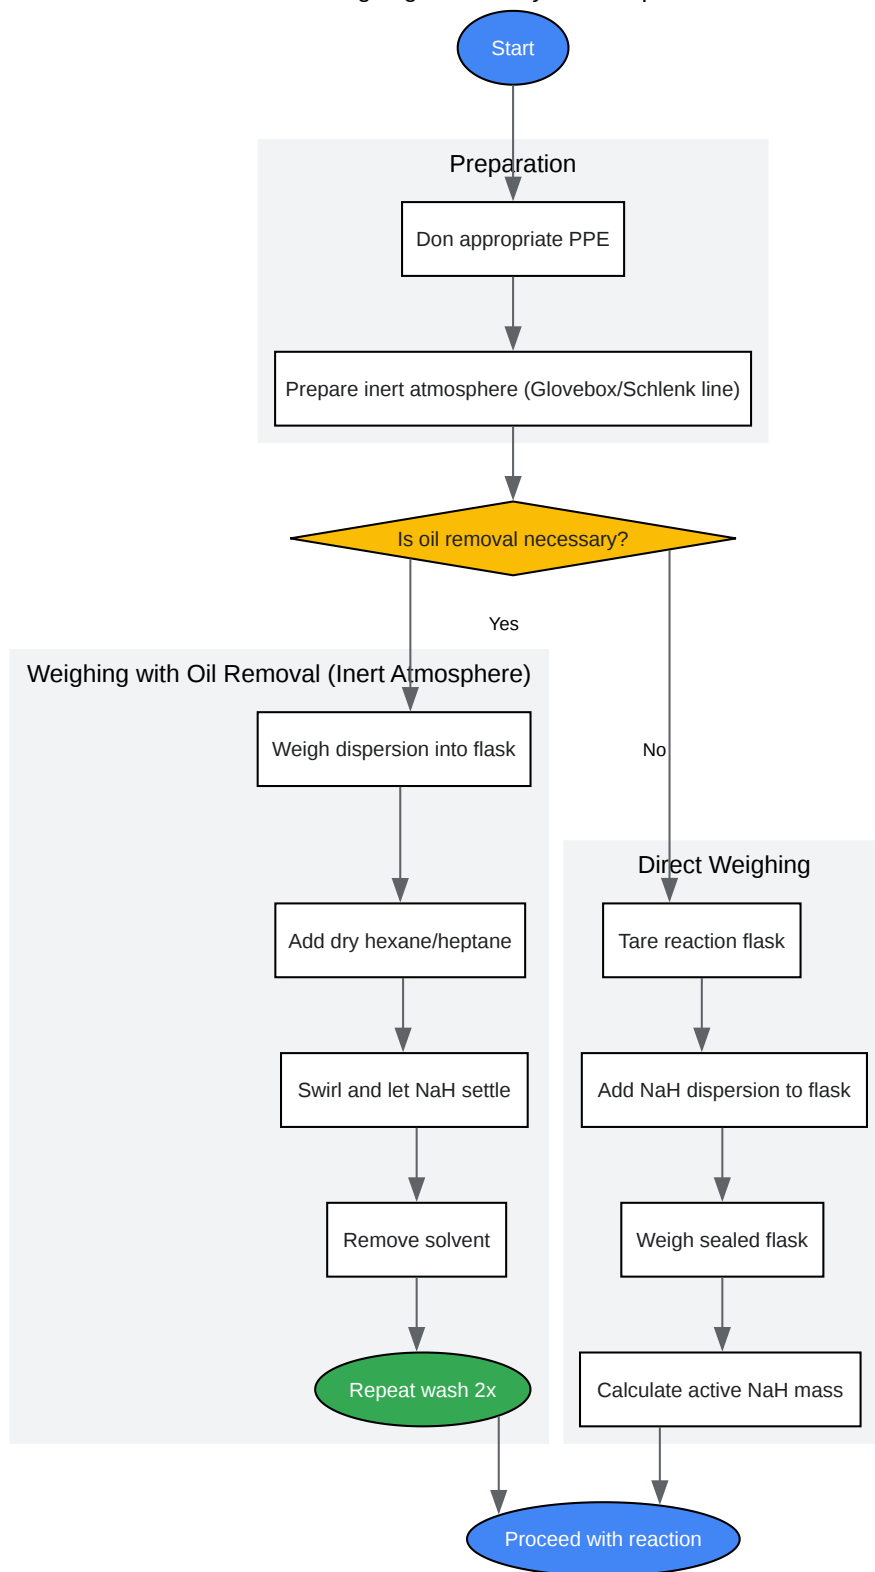 Start
Preparation
Don appropriate PPE
Prepare inert atmosphere (Glovebox/Schlenk line)
Is oil removal necessary?
Yes
Weighing with Oil Removal (Inert Atmosphere)
Weigh dispersion into flask
No
Direct Weighing
Add dry hexane/heptane
Tare reaction flask
Swirl and let NaH settle
Add NaH dispersion to flask
Remove solvent
Weigh sealed flask
Repeat wash 2x
Calculate active NaH mass
Proceed with reaction